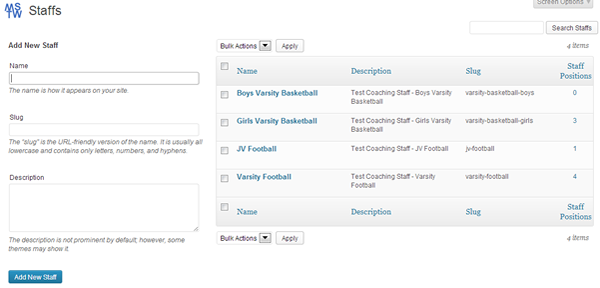 MS
TW
Staffs
Screen Options
Search Staffs
Add New Staff
Name
The name is how it appears on your site.
Slug
The "slug" is the URL-friendly version of the name. It is usually all
lowercase and contains only letters, numbers, and hyphens.
Description
The description is not prominent by default; however, some
themes may show it.
Add New Staff
Bulk Actions Apply 4 items
Name Description Slug Staff
Positions
Boys Varsity Basketball Test Coaching Staff - Boys Varsity varsity-basketball-boys 0
Basketball
Girls Varsity Basketball Test Coaching Staff - Girls Varsity varsity-basketball-girls 3
Basketball
JV Football Test Coaching Staff - JV Football jv-football 1
Varsity Football Test Coaching Staff - Varsity varsity-football 4
Football
Name Description Slug Staff
Positions
Bulk Actions Apply 4 items